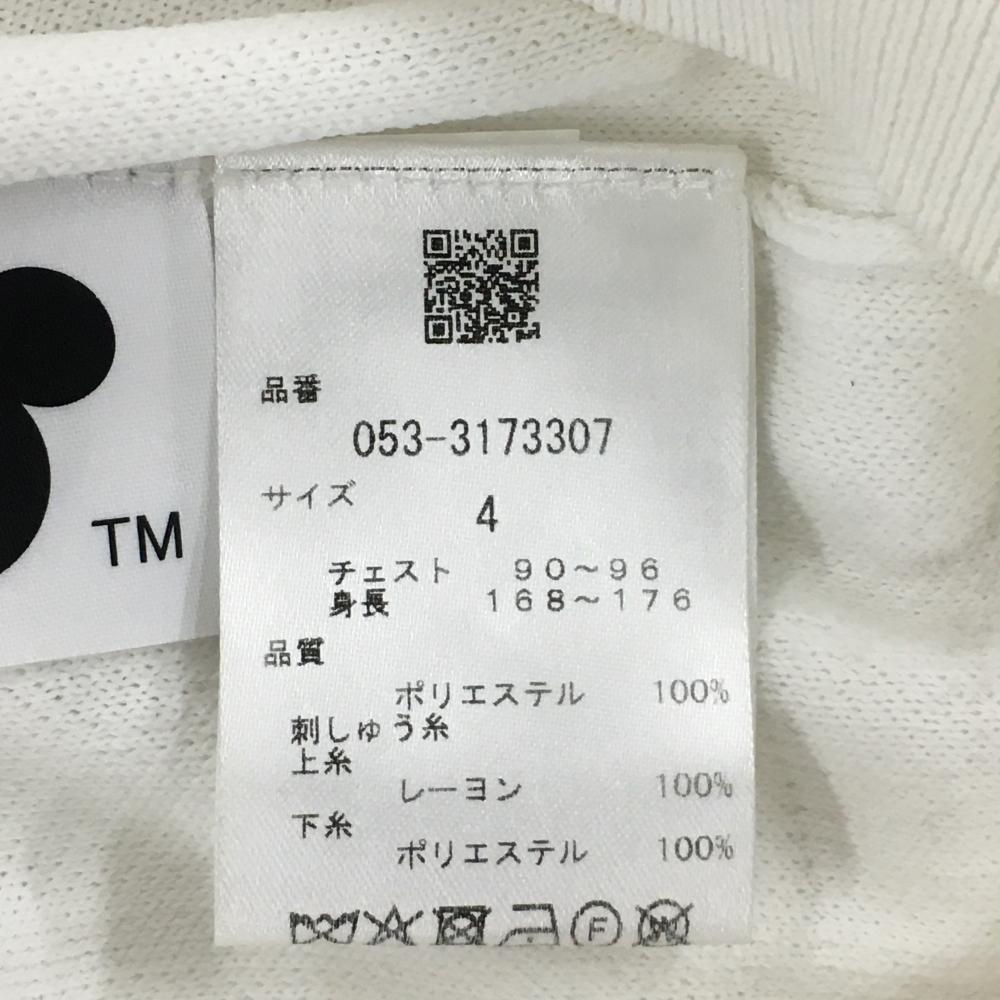 TM
品番
053-3173307
サイズ
4
チェスト 90～96
身長 168～176
品質
ポリエステル 100%
刺しゅう糸
上糸
レーヨン 100%
下糸
ポリエステル 100%
F
W